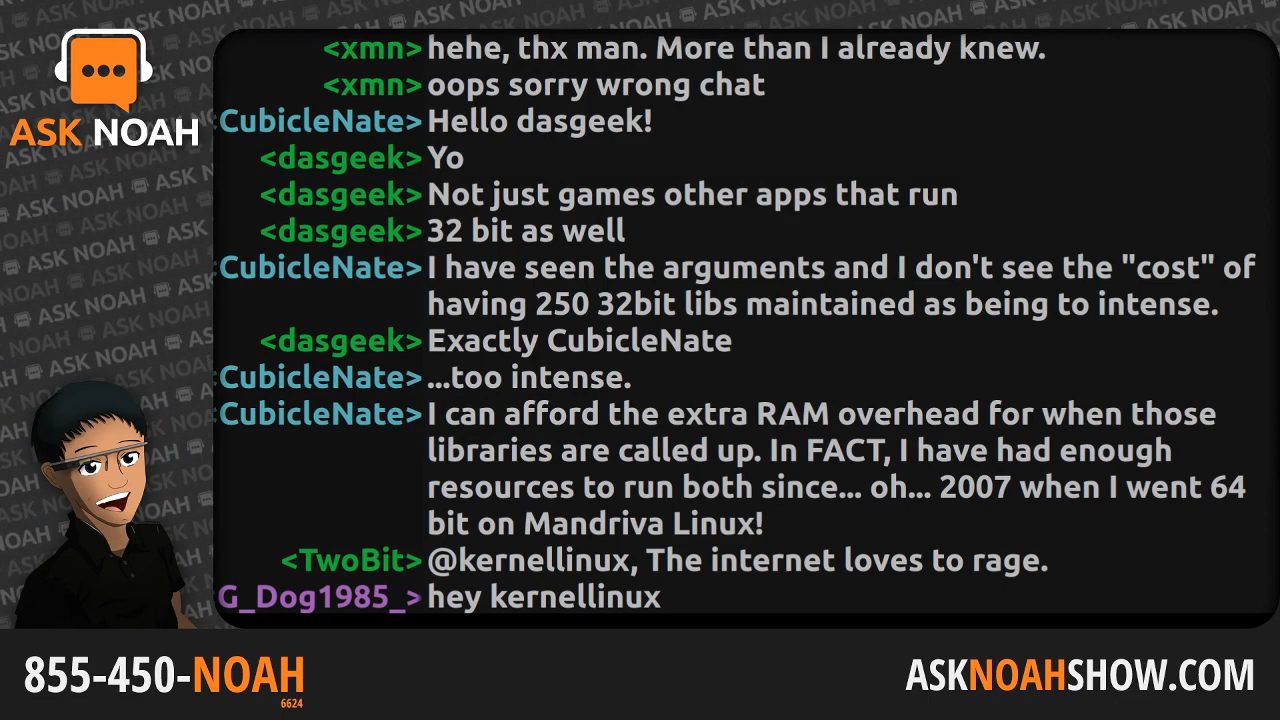 ASK NOAH
<xmn> hehe, thx man. More than I already knew.
<xmn> oops sorry wrong chat
CubicleNate> Hello dasgeek!
<dasgeek> Yo
<dasgeek> Not just games other apps that run
<dasgeek> 32 bit as well
CubicleNate> I have seen the arguments and I don't see the "cost" of
having 250 32bit libs maintained as being to intense.
<dasgeek> Exactly CubicleNate
CubicleNate> ...too intense.
CubicleNate> I can afford the extra RAM overhead for when those
libraries are called up. In FACT, I have had enough
resources to run both since... oh... 2007 when I went 64
bit on Mandriva Linux!
<TwoBit> @kernellinux, The internet loves to rage.
G_Dog1985_> hey kernellinux
855-450-NOAH
6624
ASKNOAHSHOW.COM